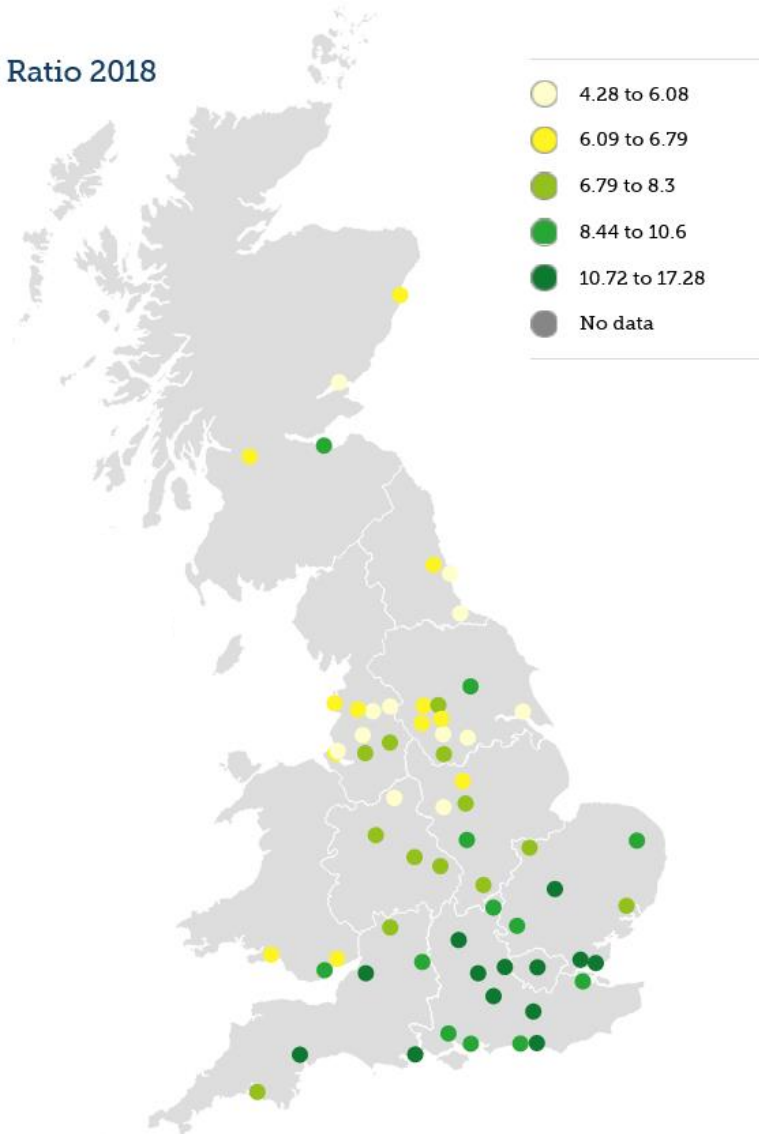 Ratio 2018
4.28 to 6.08
6.09 to 6.79
6.79 to 8.3
8.44 to 10.6
10.72 to 17.28
No data